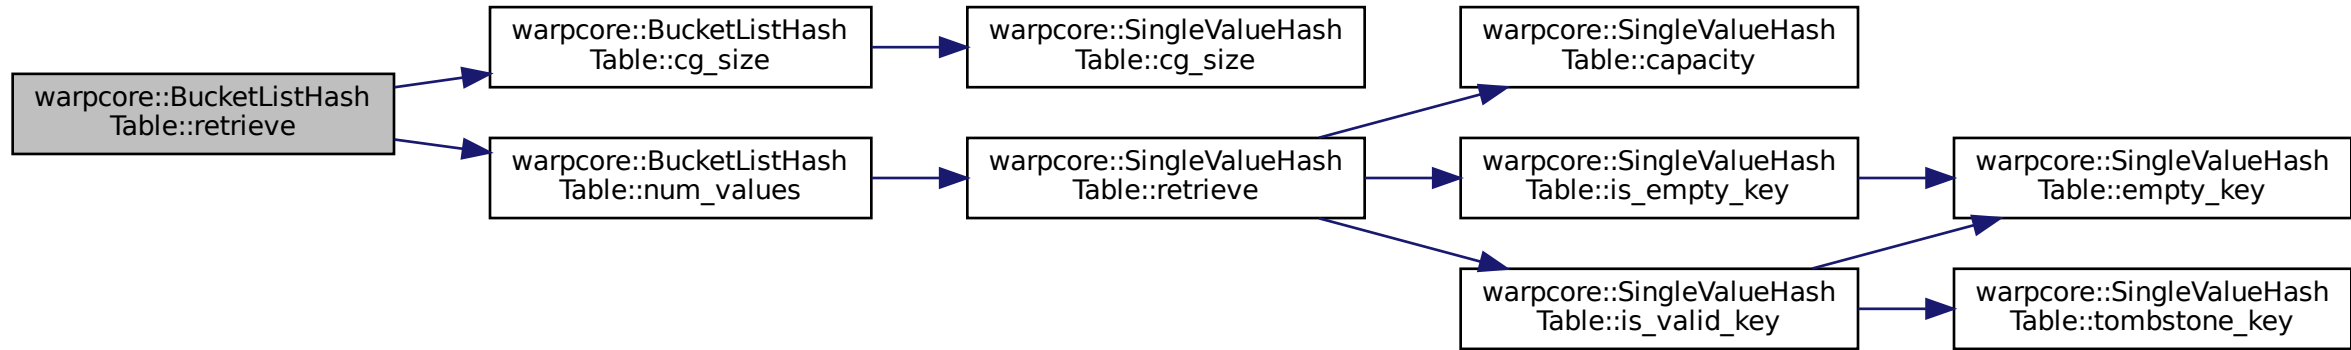 warpcore::BucketListHash
Table::retrieve
warpcore::BucketListHash
Table::cg_size
warpcore::SingleValueHash
Table::cg_size
warpcore::BucketListHash
Table::num_values
warpcore::SingleValueHash
Table::retrieve
warpcore::SingleValueHash
Table::capacity
warpcore::SingleValueHash
Table::is_empty_key
warpcore::SingleValueHash
Table::empty_key
warpcore::SingleValueHash
Table::is_valid_key
warpcore::SingleValueHash
Table::tombstone_key